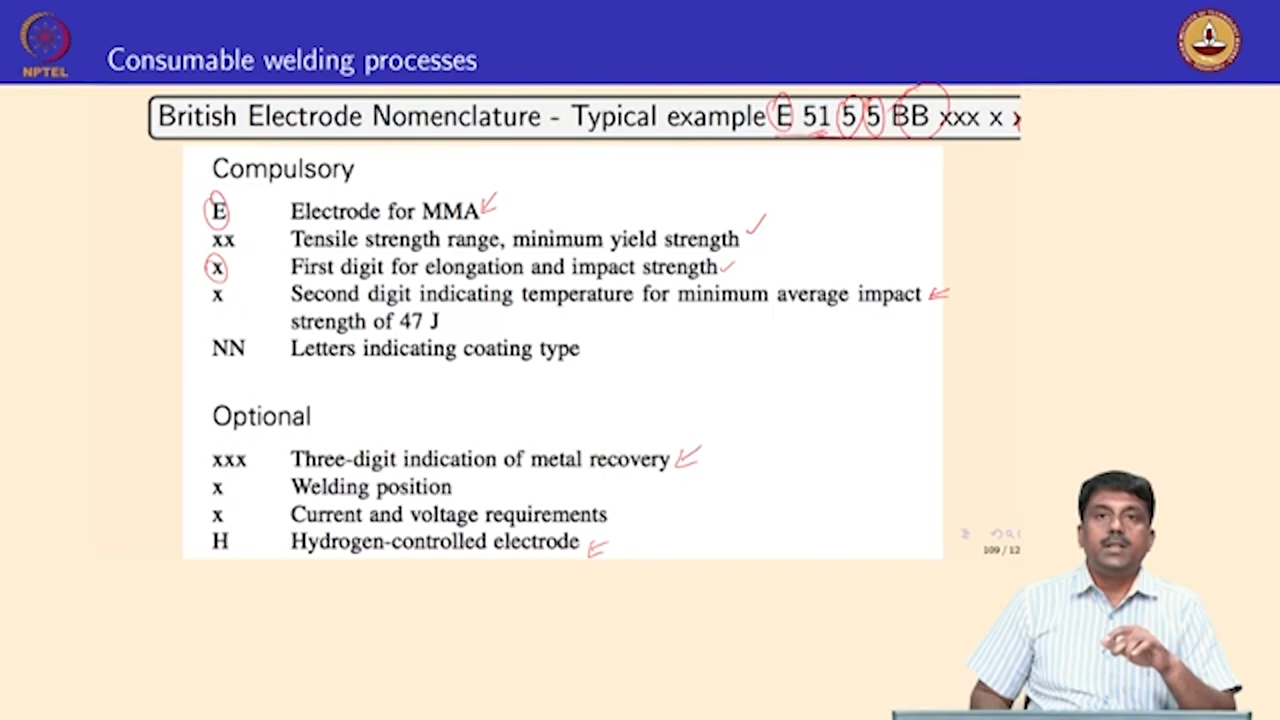 NPTEL
Consumable welding processes
British Electrode Nomenclature - Typical example E 51 5 5 BB xxx x
Compulsory
E Electrode for MMA
xx Tensile strength range, minimum yield strength
x First digit for elongation and impact strength
x Second digit indicating temperature for minimum average impact
strength of 47 J
NN Letters indicating coating type
Optional
xxx Three-digit indication of metal recovery
x Welding position
x Current and voltage requirements
H Hydrogen-controlled electrode
109 / 12